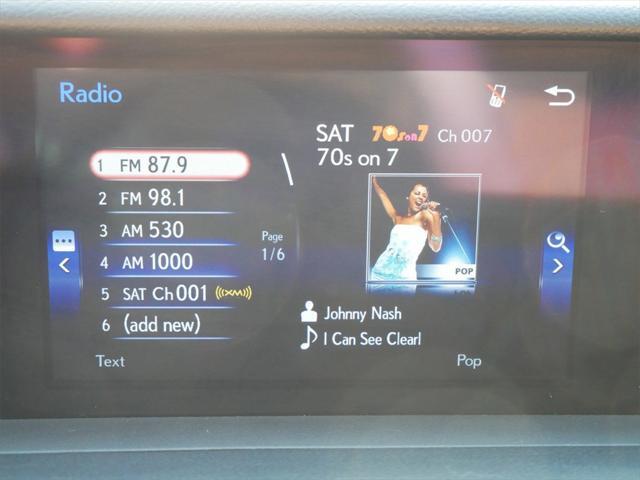 Radio
SAT 70s on 7 Ch 007
70s on 7
1 FM 87.9
2 FM 98.1
3 AM 530
4 AM 1000
5 SAT Ch 001 ((XM))
6 (add new)
Page
1/6
POP
Johnny Nash
I Can See Clearl
Text
Pop